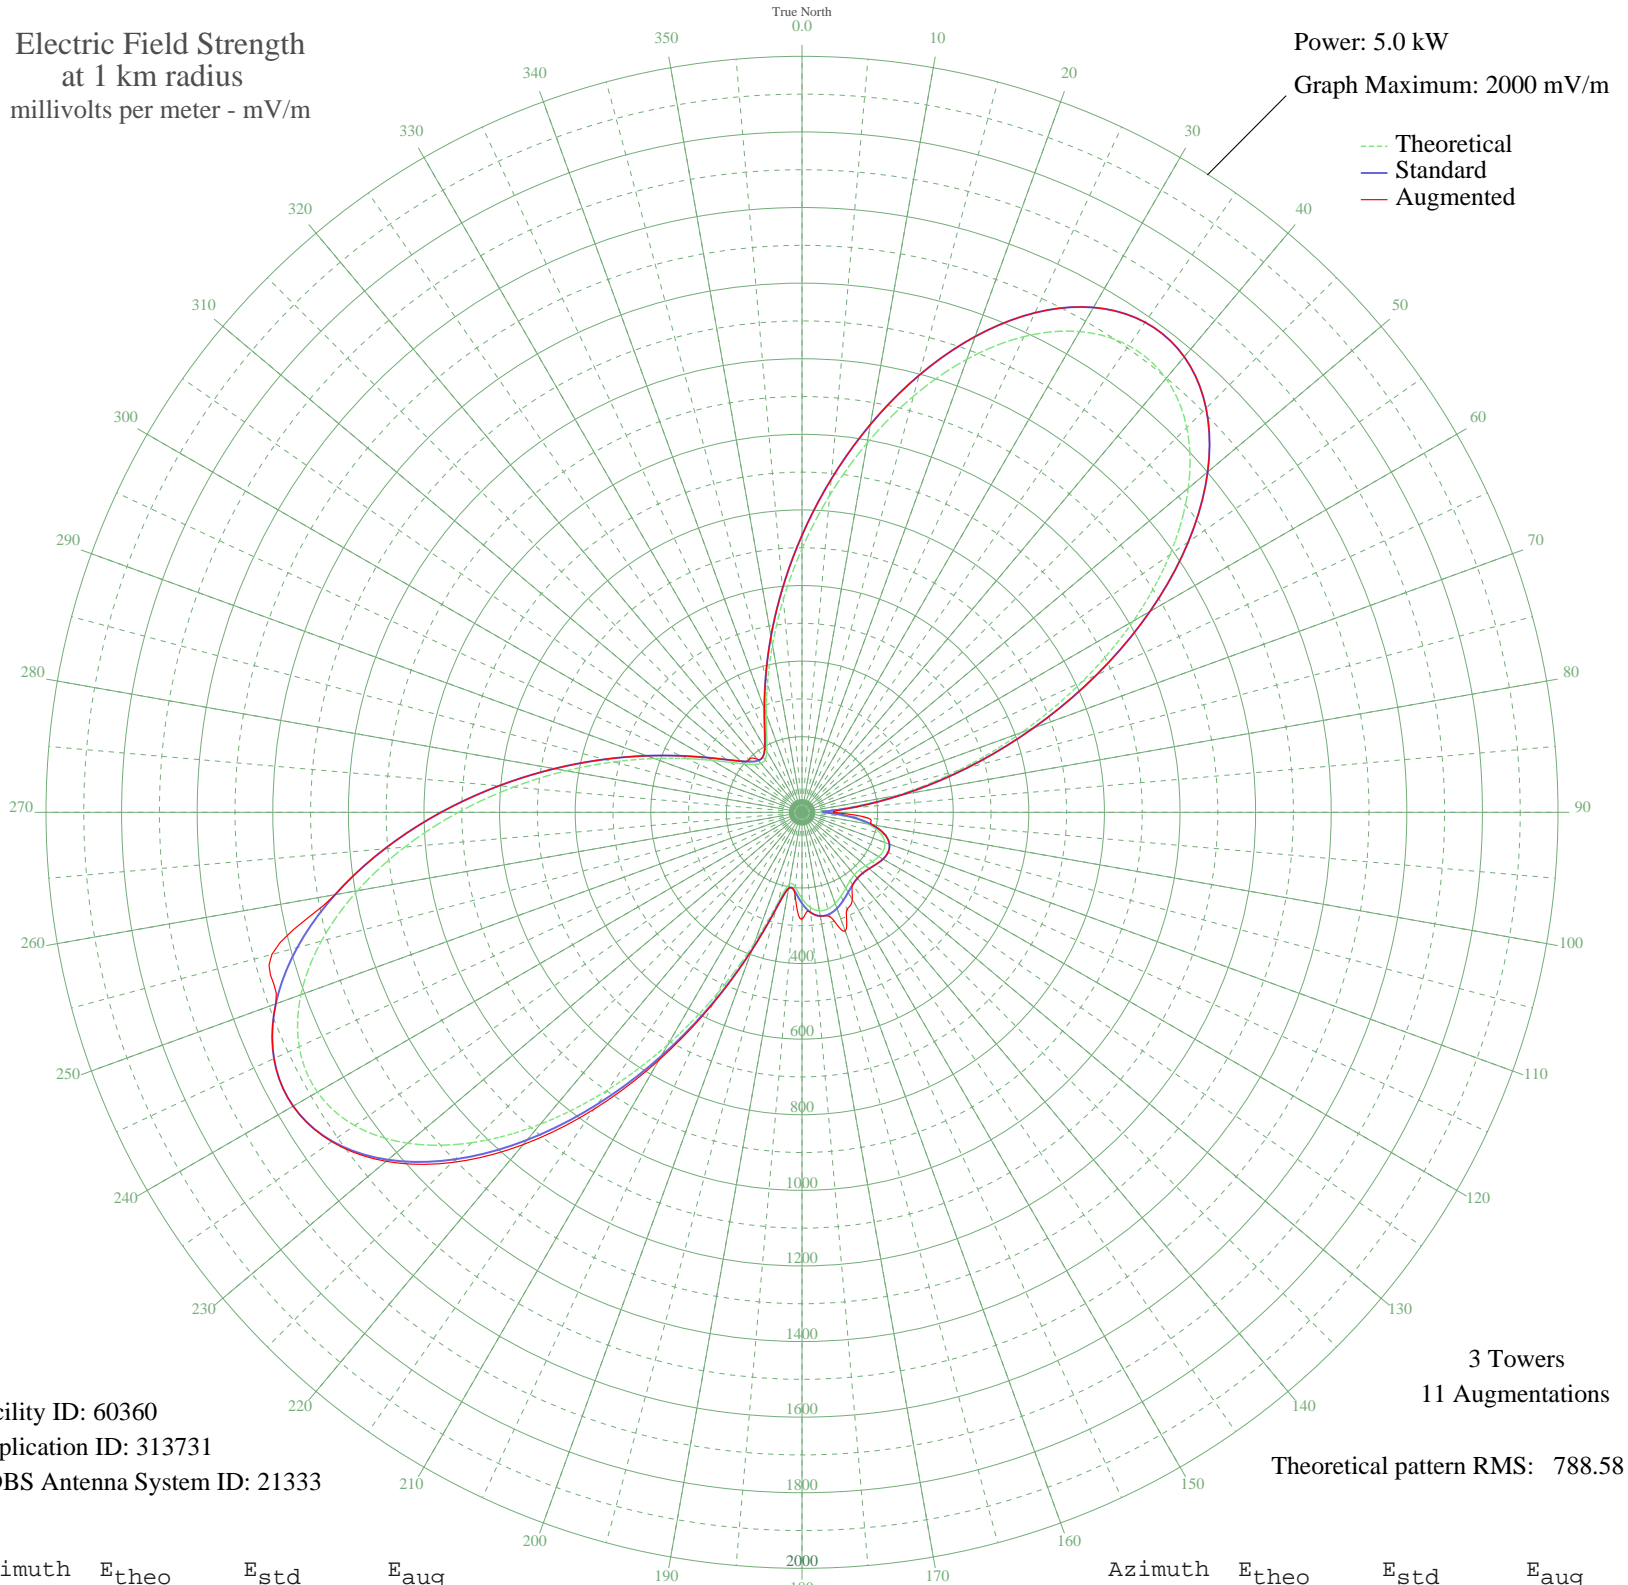 True North
0.0
Electric Field Strength
at 1 km radius
millivolts per meter - mV/m
Power: 5.0 kW
Graph Maximum: 2000 mV/m
Theoretical
Standard
Augmented
10
20
30
40
50
60
70
80
90
100
110
120
130
140
150
160
170
180
190
200
210
220
230
240
250
260
270
280
290
300
310
320
330
340
350
400
600
800
1000
1200
1400
1600
1800
2000
3 Towers
11 Augmentations
Theoretical pattern RMS: 788.58
cility ID: 60360
plication ID: 313731
DBS Antenna System ID: 21333
imuth Etheo Estd Eaug
Azimuth Etheo Estd Eaug